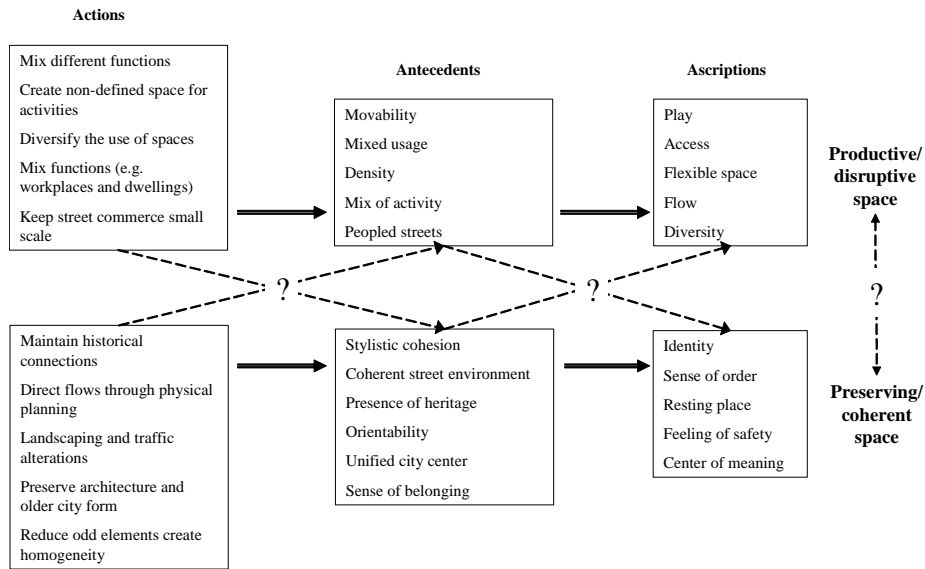 Actions
Mix different functions
Create non-defined space for
activities
Diversify the use of spaces
Mix functions (e.g.
workplaces and dwellings)
Keep street commerce small
scale
Antecedents
Movability
Mixed usage
Density
Mix of activity
Peopled streets
Ascriptions
Play
Access
Flexible space
Flow
Diversity
Productive/
disruptive
space
?
?
?
Maintain historical
connections
Direct flows through physical
planning
Landscaping and traffic
alterations
Preserve architecture and
older city form
Reduce odd elements create
homogeneity
Stylistic cohesion
Coherent street environment
Presence of heritage
Orientability
Unified city center
Sense of belonging
Identity
Sense of order
Resting place
Feeling of safety
Center of meaning
Preserving/
coherent
space